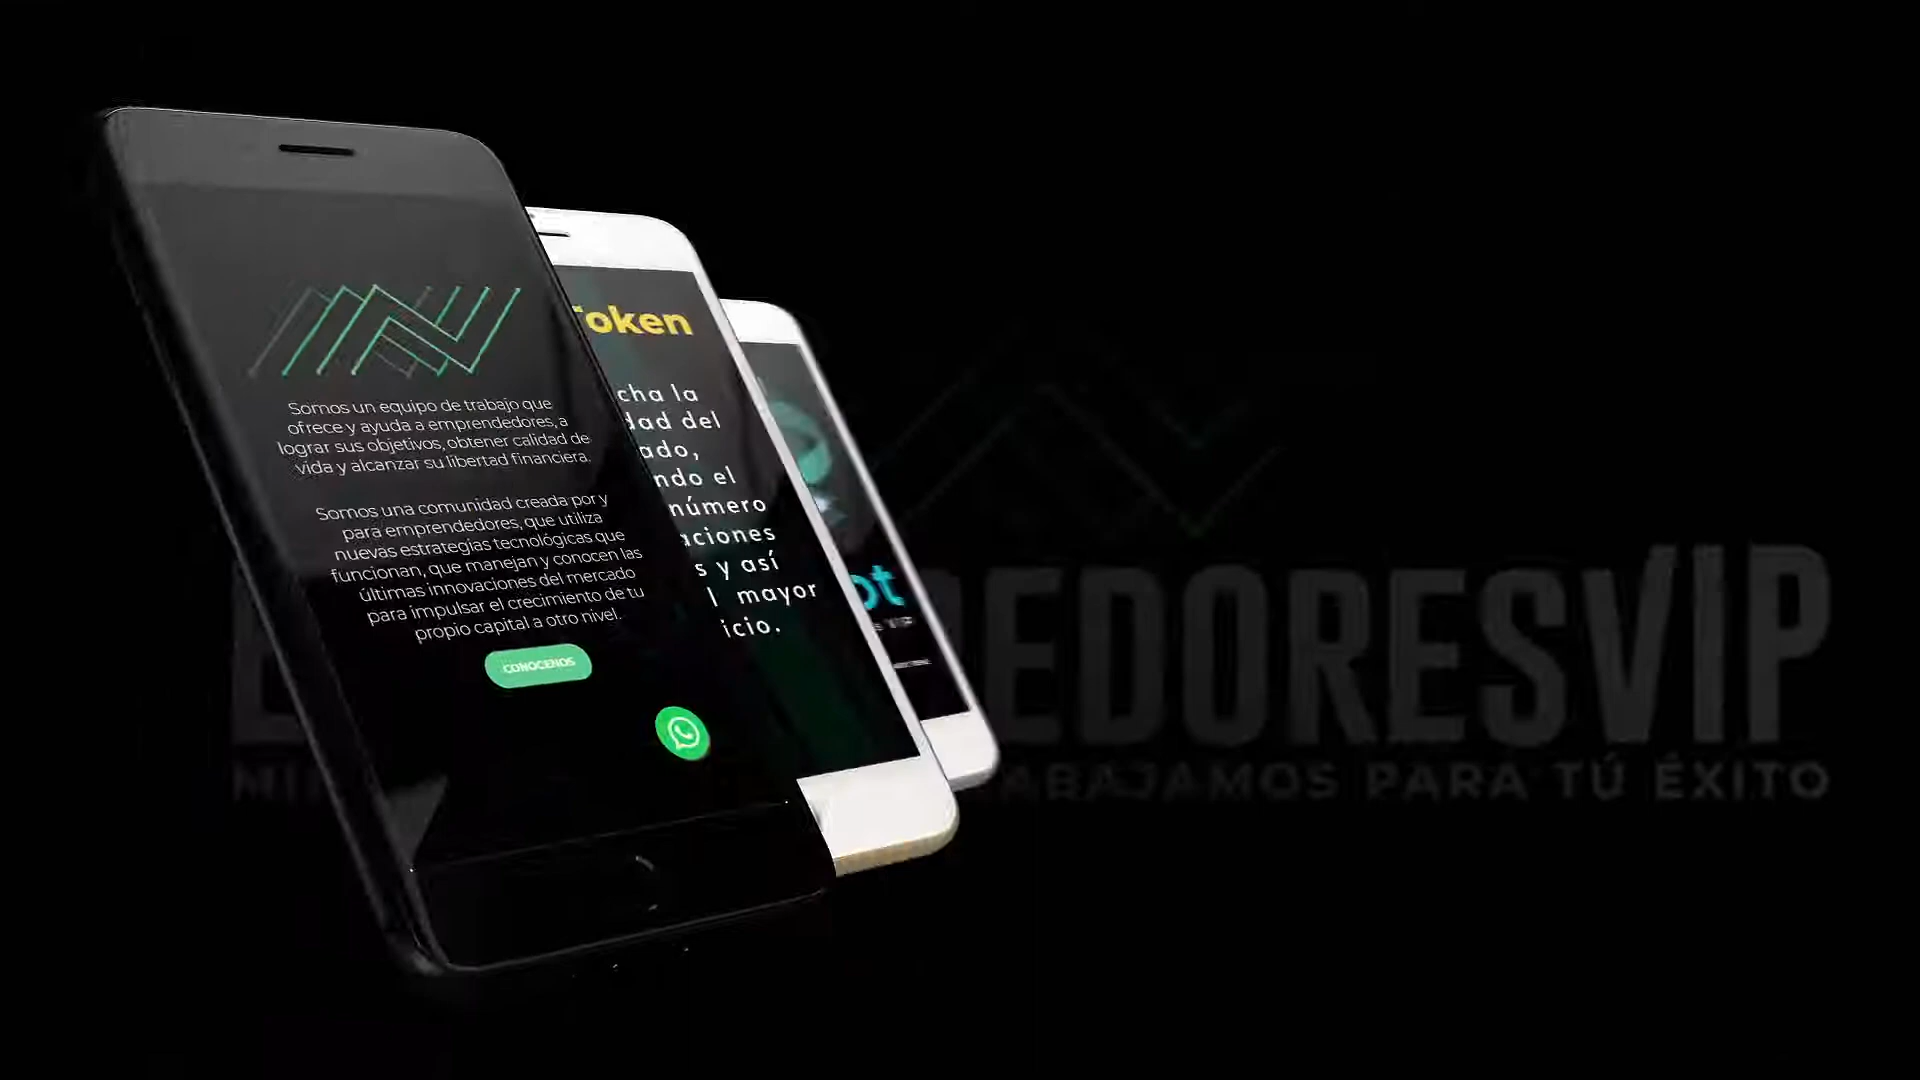 Somos un equipo de trabajo que
ofrece y ayuda a emprendedores, a
lograr sus objetivos, obtener calidad de
vida y alcanzar su libertad financiera.
Somos una comunidad creada por y
para emprendedores, que utiliza
nuevas estrategias tecnológicas que
funcionan, que manejan y conocen las
últimas innovaciones del mercado
para impulsar el crecimiento de tu
propio capital a otro nivel.
CONOCENOS
Token
cha la
dad del
ado,
ndo el
número
aciones
s y así
l mayor
icio.
ot
EDORESVIP
ABAJAMOS PARA TÚ ÉXITO